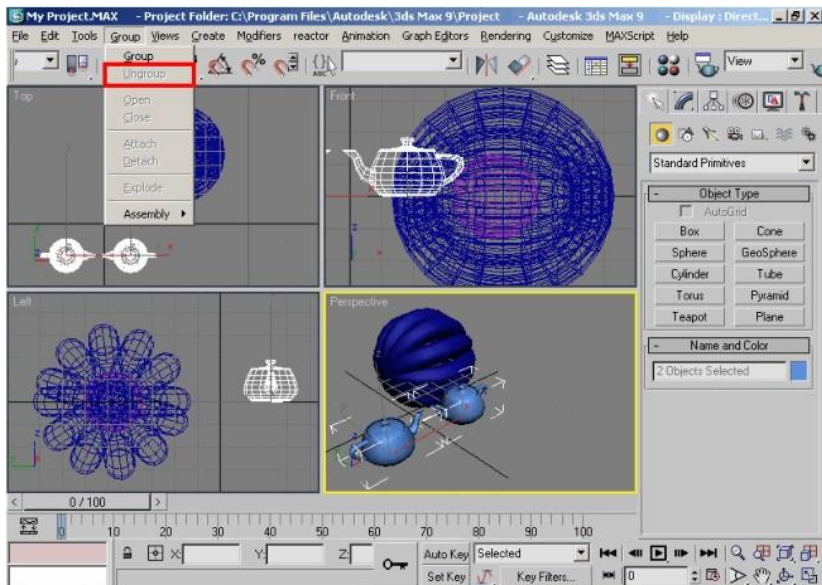 My Project.MAX - Project Folder: C:\Program Files\Autodesk\3ds Max 9\Project - Autodesk 3ds Max 9 - Display : Direct...
File Edit Tools Group Views Create Modifiers reactor Animation Graph Editors Rendering Customize MAXScript Help
View
Group
Ungroup
Open
Close
Attach
Detach
Explode
Assembly
Top
Front
Left
Perspective
Standard Primitives
- Object Type
AutoGrid
Box Cone
Sphere GeoSphere
Cylinder Tube
Torus Pyramid
Teapot Plane
- Name and Color
2 Objects Selected
< 0 / 100 >
0 10 20 30 40 50 60 70 80 90 100
X: Y: Z: Auto Key Selected
Set Key Key Filters... 0